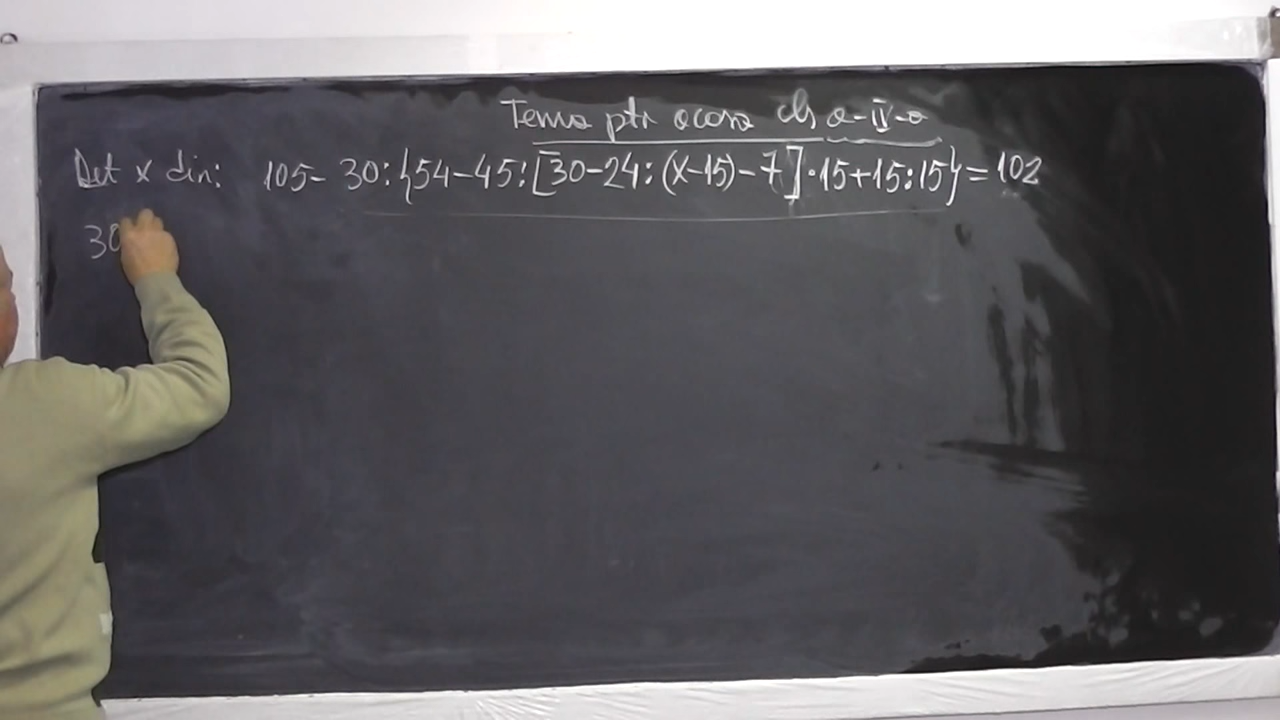 Tema ptr acasa cls a-IV-a
Det x din: 105- 30:{54-45:[30-24:(x-15)-7]·15+15:15}=102
30